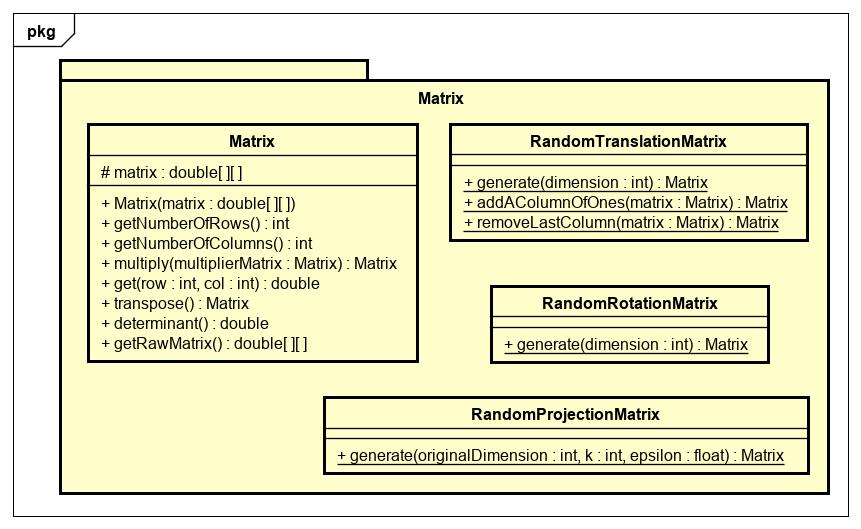 pkg
Matrix
Matrix
# matrix : double[ ][ ]
+ Matrix(matrix : double[ ][ ])
+ getNumberOfRows() : int
+ getNumberOfColumns() : int
+ multiply(multiplierMatrix : Matrix) : Matrix
+ get(row : int, col : int) : double
+ transpose() : Matrix
+ determinant() : double
+ getRawMatrix() : double[ ][ ]
RandomTranslationMatrix
+ generate(dimension : int) : Matrix
+ addAColumnOfOnes(matrix : Matrix) : Matrix
+ removeLastColumn(matrix : Matrix) : Matrix
RandomRotationMatrix
+ generate(dimension : int) : Matrix
RandomProjectionMatrix
+ generate(originalDimension : int, k : int, epsilon : float) : Matrix